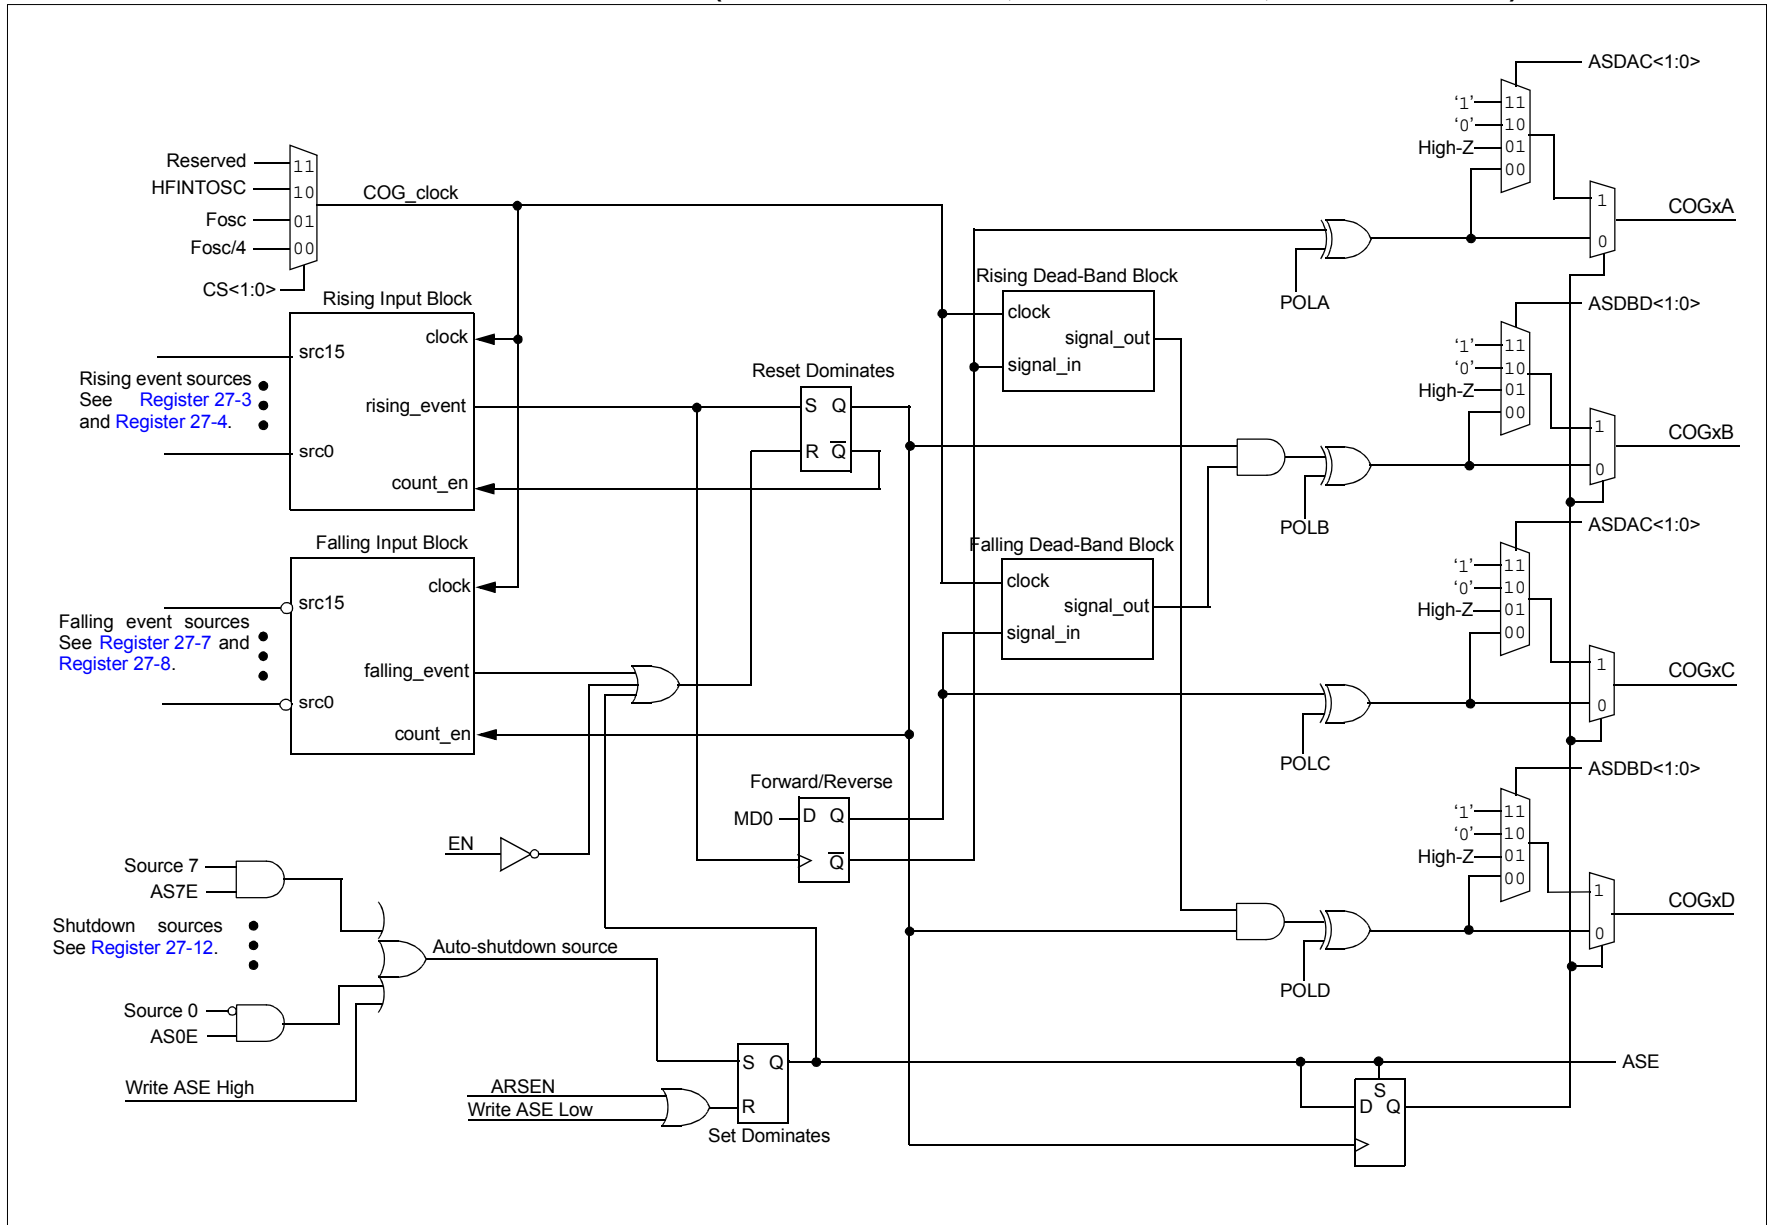 ASDAC<1:0>
'1'
11
'0'
10
High-Z
01
00
1
0
COGxA
POLA
Reserved
11
HFINTOSC
10
Fosc
01
Fosc/4
00
CS<1:0>
COG_clock
Rising Input Block
clock
src15
Rising event sources
See Register 27-3
and Register 27-4.
rising_event
src0
count_en
Reset Dominates
S Q
R Q
Rising Dead-Band Block
clock
signal_out
signal_in
ASDBD<1:0>
'1'
11
'0'
10
High-Z
01
00
1
0
COGxB
POLB
Falling Input Block
clock
src15
Falling event sources
See Register 27-7 and
Register 27-8.
falling_event
src0
count_en
Falling Dead-Band Block
clock
signal_out
signal_in
ASDAC<1:0>
'1'
11
'0'
10
High-Z
01
00
1
0
COGxC
POLC
Forward/Reverse
MD0
D Q
Q
EN
ASDBD<1:0>
'1'
11
'0'
10
High-Z
01
00
1
0
COGxD
POLD
Source 7
AS7E
Shutdown sources
See Register 27-12.
Auto-shutdown source
Source 0
AS0E
Write ASE High
ARSEN
Write ASE Low
S Q
R
Set Dominates
ASE
S
D Q